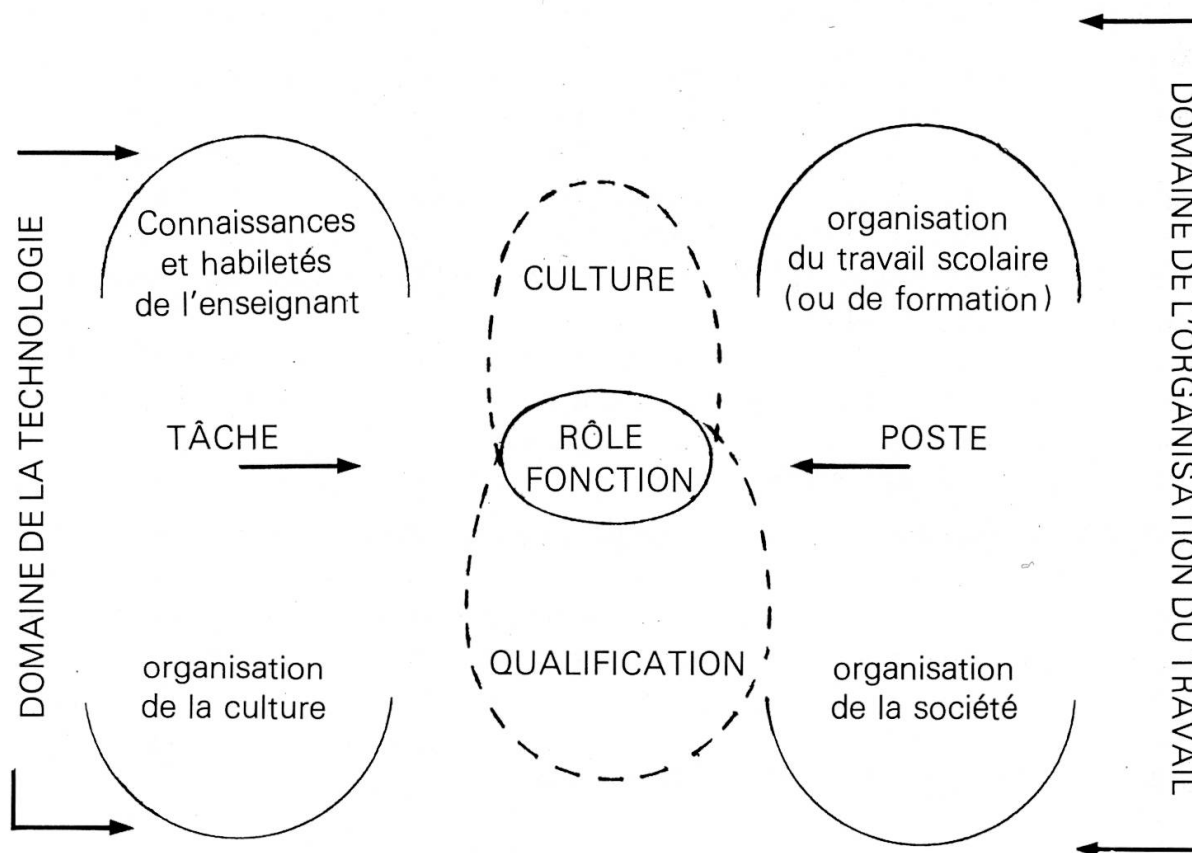 DOMAINE DE LA TECHNOLOGIE
Connaissances
et habiletés
de l'enseignant
TÂCHE
organisation
de la culture
CULTURE
RÔLE
FONCTION
QUALIFICATION
organisation
du travail scolaire
(ou de formation)
POSTE
organisation
de la société
DOMAINE DE L'ORGANISATION DU TRAVAIL